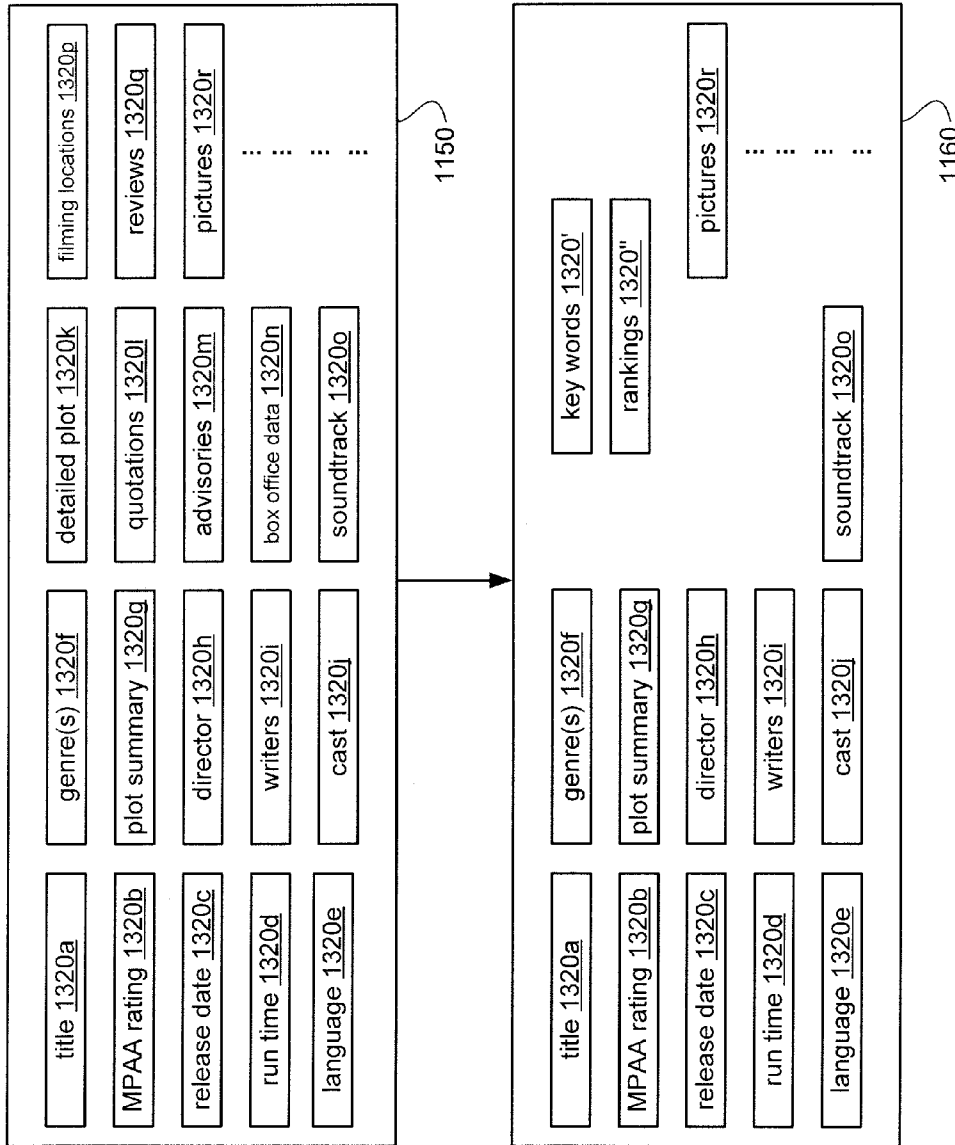 title 1320a
MPAA rating 1320b
release date 1320c
run time 1320d
language 1320e
genre(s) 1320f
plot summary 1320g
director 1320h
writers 1320i
cast 1320j
detailed plot 1320k
quotations 1320l
advisories 1320m
box office data 1320n
soundtrack 1320o
filming locations 1320p
reviews 1320q
pictures 1320r
1150
title 1320a
MPAA rating 1320b
release date 1320c
run time 1320d
language 1320e
genre(s) 1320f
plot summary 1320g
director 1320h
writers 1320i
cast 1320j
key words 1320'
rankings 1320"
soundtrack 1320o
pictures 1320r
1160